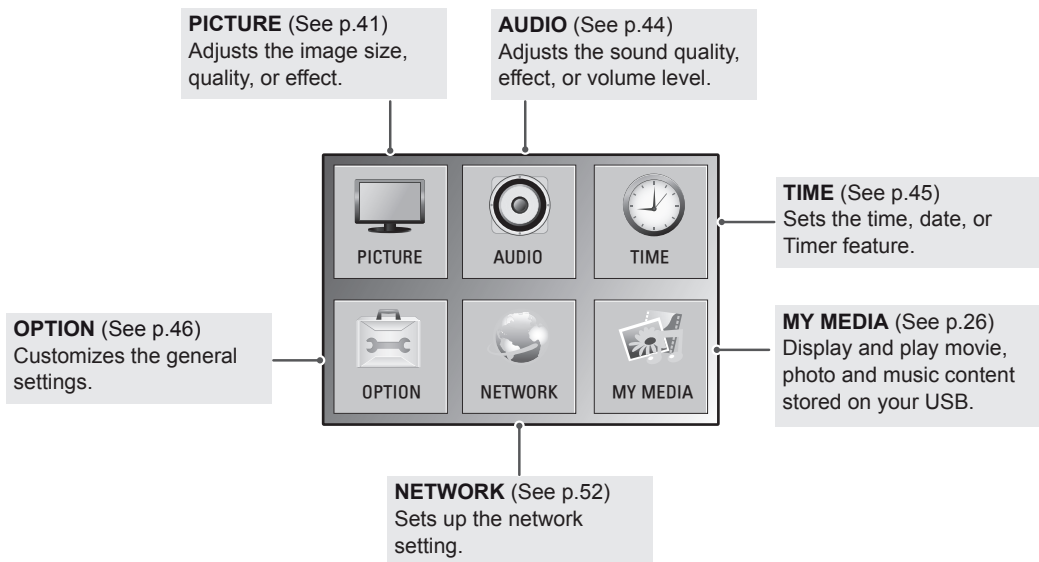 PICTURE (See p.41)
Adjusts the image size,
quality, or effect.
AUDIO (See p.44)
Adjusts the sound quality,
effect, or volume level.
PICTURE
AUDIO
TIME
TIME (See p.45)
Sets the time, date, or
Timer feature.
OPTION (See p.46)
Customizes the general
settings.
OPTION
NETWORK
MY MEDIA
MY MEDIA (See p.26)
Display and play movie,
photo and music content
stored on your USB.
NETWORK (See p.52)
Sets up the network
setting.